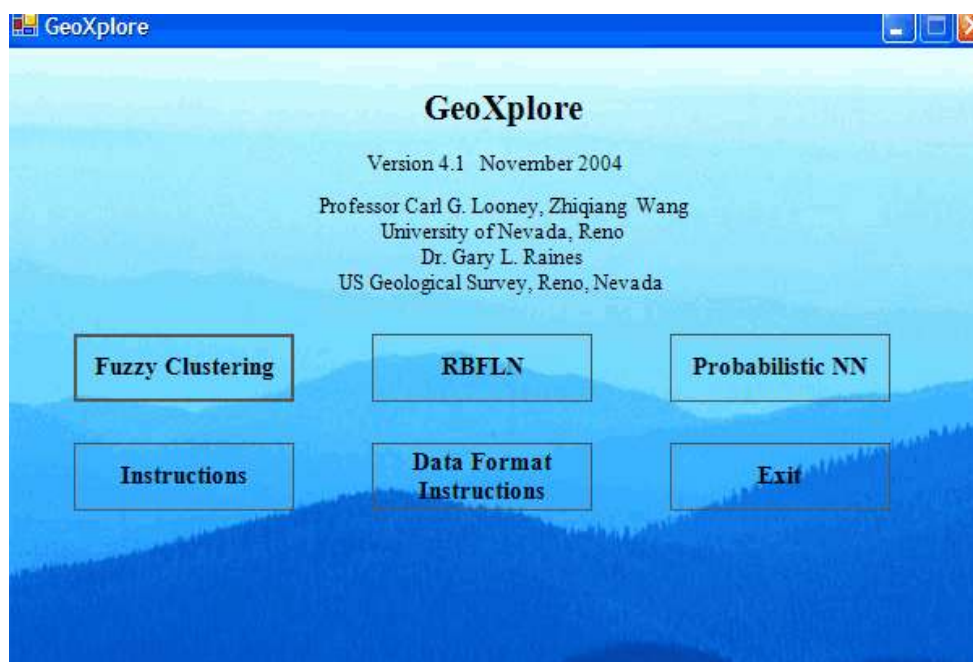 GeoXplore
GeoXplore
Version 4.1 November 2004
Professor Carl G. Looney, Zhiqiang Wang
University of Nevada, Reno
Dr. Gary L. Raines
US Geological Survey, Reno, Nevada
Fuzzy Clustering
RBFLN
Probabilistic NN
Instructions
Data Format
Instructions
Exit